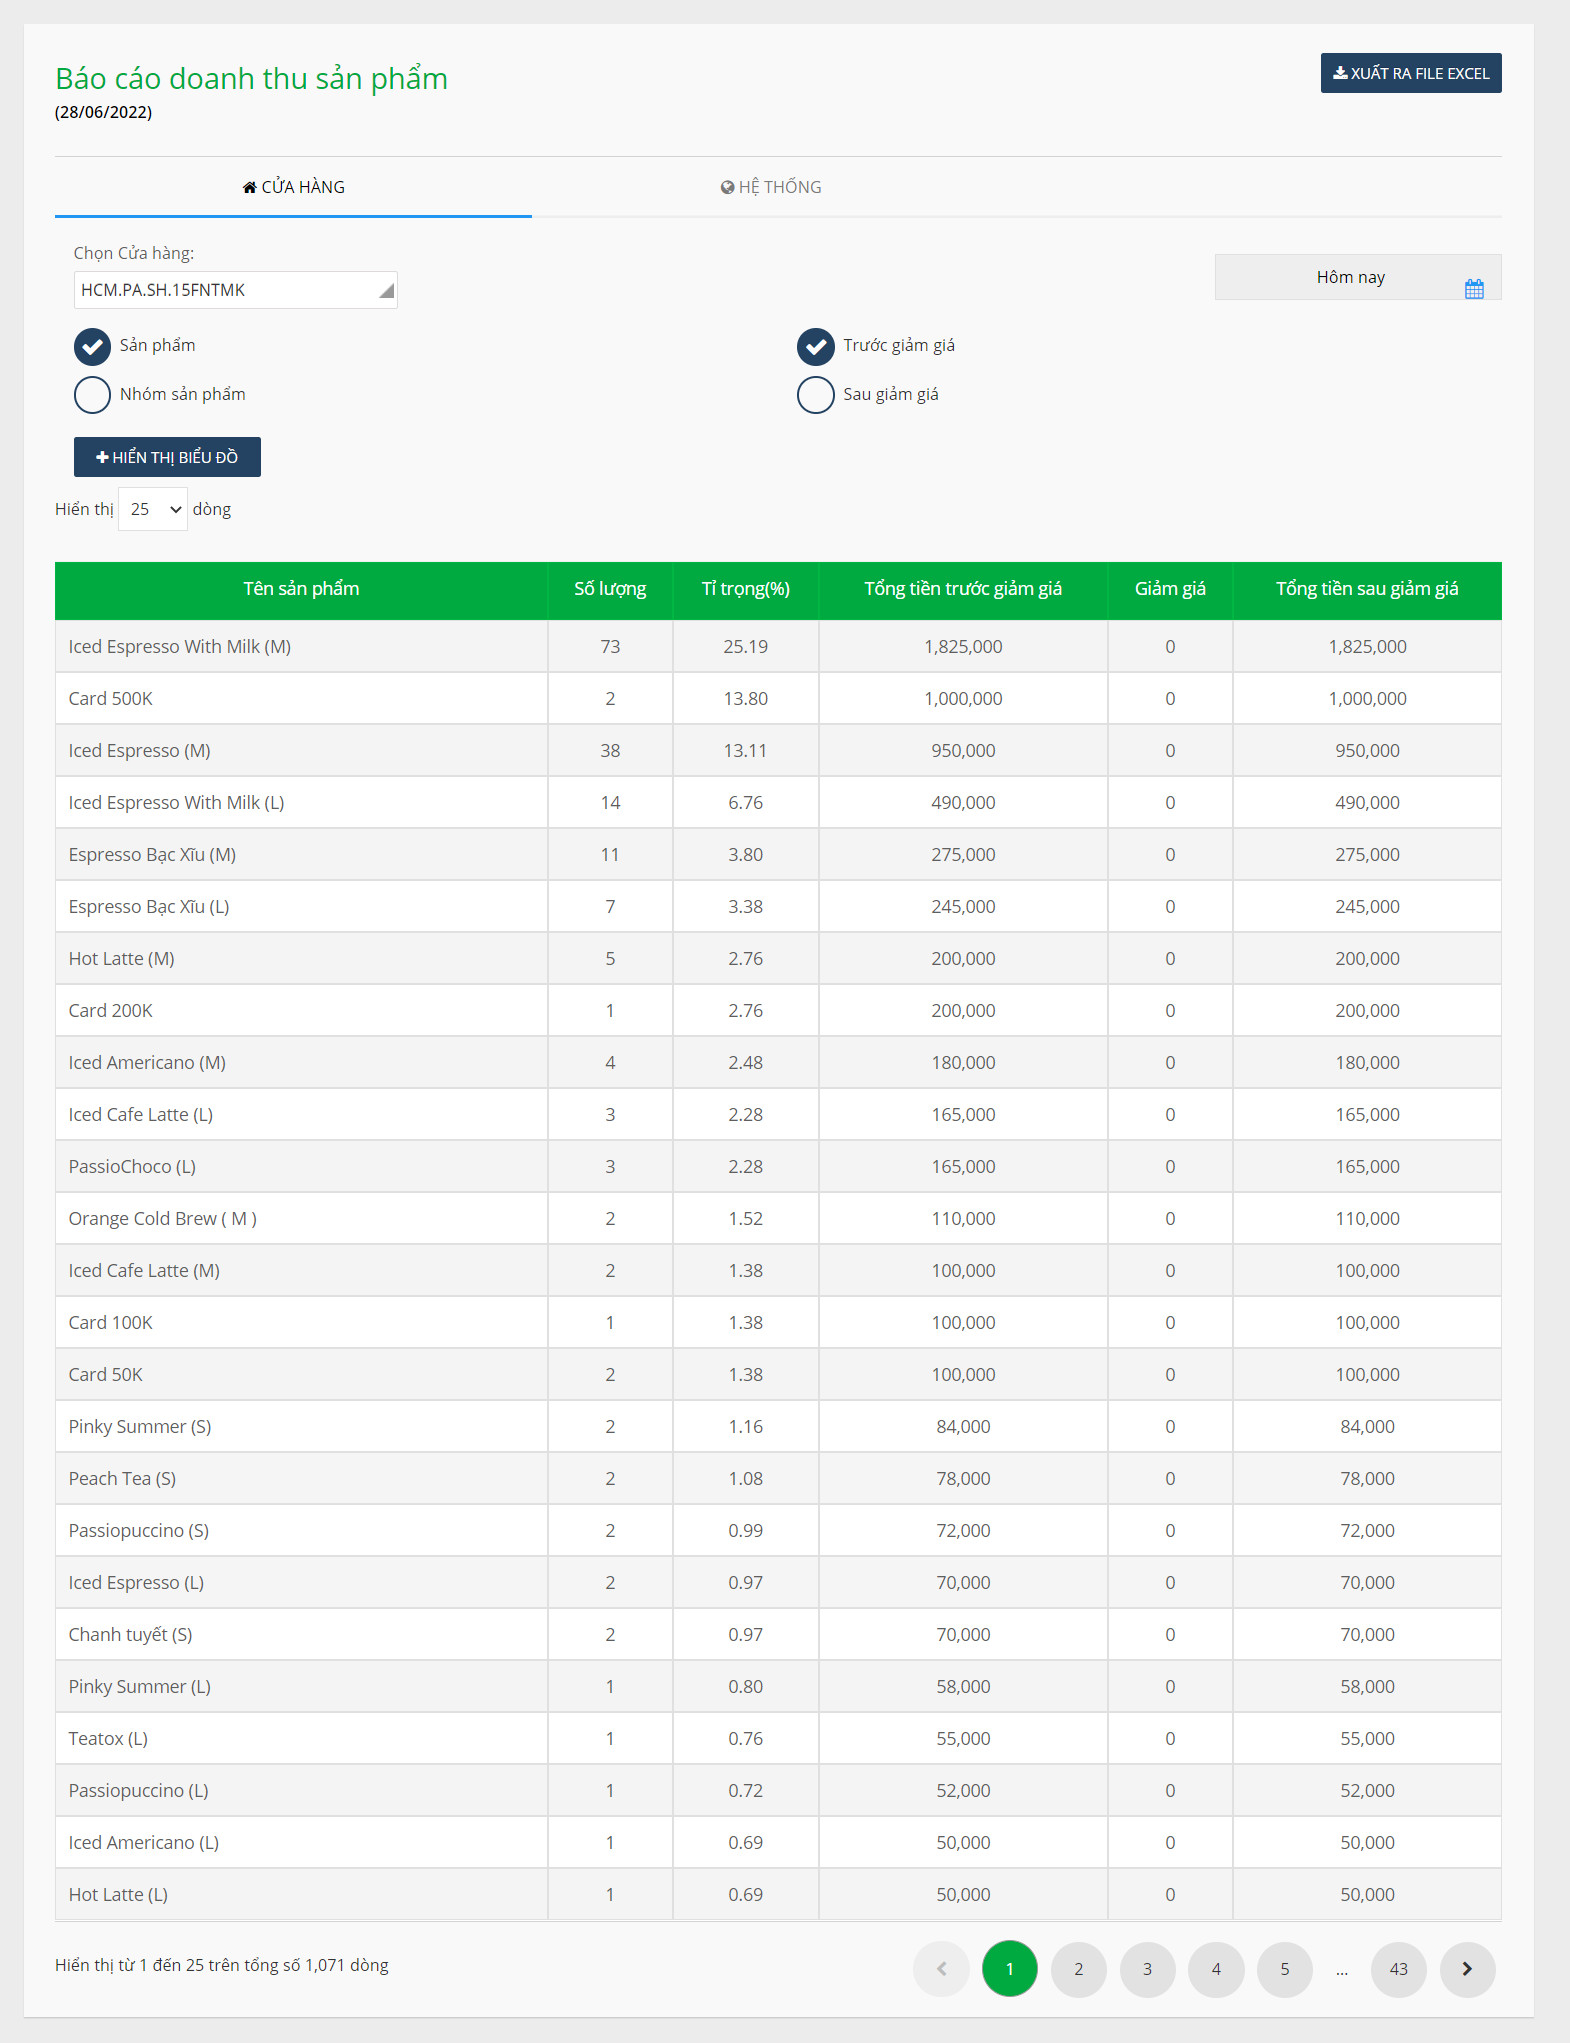 Báo cáo doanh thu sản phẩm
(28/06/2022)
XUẤT RA FILE EXCEL
CỬA HÀNG
HỆ THỐNG
Chọn Cửa hàng:
HCM.PA.SH.15FNTMK
Hôm nay
Sản phẩm
Trước giảm giá
Nhóm sản phẩm
Sau giảm giá
HIỂN THỊ BIỂU ĐỒ
Hiển thị 25 dòng
Tên sản phẩm Số lượng Tỉ trọng(%) Tổng tiền trước giảm giá Giảm giá Tổng tiền sau giảm giá
Iced Espresso With Milk (M) 73 25.19 1,825,000 0 1,825,000
Card 500K 2 13.80 1,000,000 0 1,000,000
Iced Espresso (M) 38 13.11 950,000 0 950,000
Iced Espresso With Milk (L) 14 6.76 490,000 0 490,000
Espresso Bạc Xĩu (M) 11 3.80 275,000 0 275,000
Espresso Bạc Xĩu (L) 7 3.38 245,000 0 245,000
Hot Latte (M) 5 2.76 200,000 0 200,000
Card 200K 1 2.76 200,000 0 200,000
Iced Americano (M) 4 2.48 180,000 0 180,000
Iced Cafe Latte (L) 3 2.28 165,000 0 165,000
PassioChoco (L) 3 2.28 165,000 0 165,000
Orange Cold Brew ( M ) 2 1.52 110,000 0 110,000
Iced Cafe Latte (M) 2 1.38 100,000 0 100,000
Card 100K 1 1.38 100,000 0 100,000
Card 50K 2 1.38 100,000 0 100,000
Pinky Summer (S) 2 1.16 84,000 0 84,000
Peach Tea (S) 2 1.08 78,000 0 78,000
Passiopuccino (S) 2 0.99 72,000 0 72,000
Iced Espresso (L) 2 0.97 70,000 0 70,000
Chanh tuyết (S) 2 0.97 70,000 0 70,000
Pinky Summer (L) 1 0.80 58,000 0 58,000
Teatox (L) 1 0.76 55,000 0 55,000
Passiopuccino (L) 1 0.72 52,000 0 52,000
Iced Americano (L) 1 0.69 50,000 0 50,000
Hot Latte (L) 1 0.69 50,000 0 50,000
Hiển thị từ 1 đến 25 trên tổng số 1,071 dòng
1 2 3 4 5 ... 43